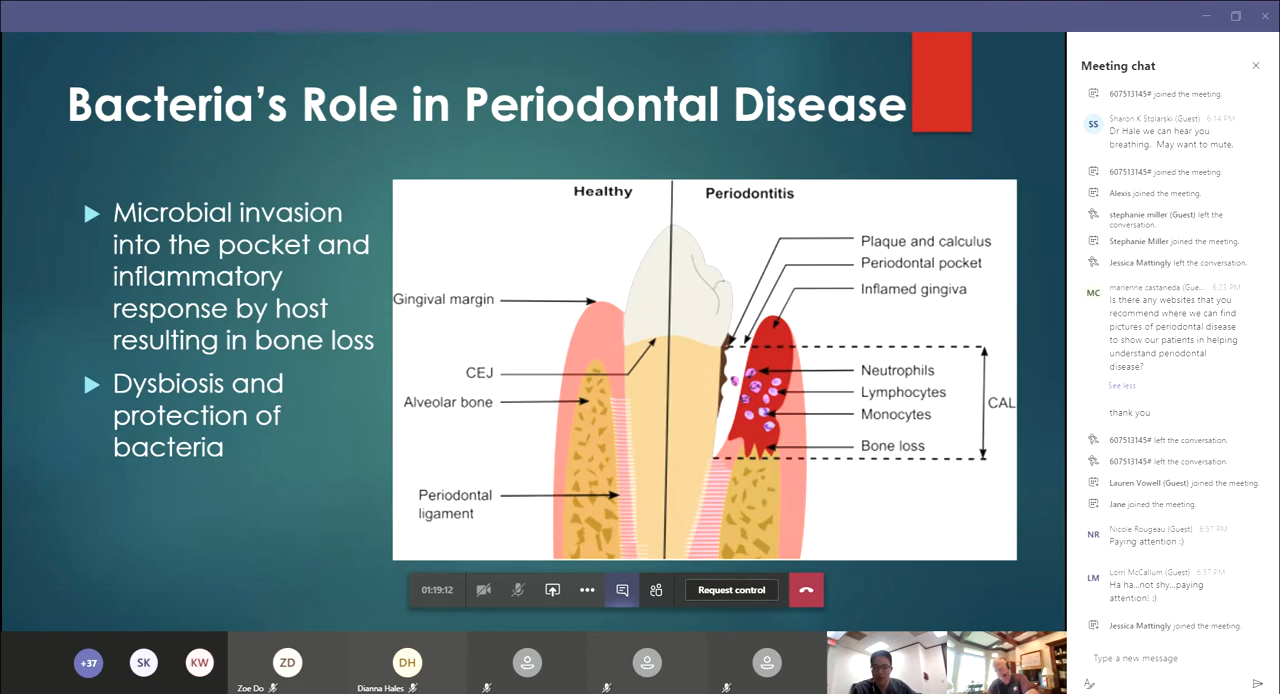 Bacteria's Role in Periodontal Disease
Microbial invasion
into the pocket and
inflammatory
response by host
resulting in bone loss
Dysbiosis and
protection of
bacteria
Healthy
Periodontitis
Gingival margin
CEJ
Alveolar bone
Periodontal
ligament
Plaque and calculus
Periodontal pocket
Inflamed gingiva
Neutrophils
Lymphocytes
Monocytes
Bone loss
CAL
01:19:12
Request control
+37
SK
KW
ZD
Zoe Do
DH
Dianna Hales
Meeting chat
607513145# joined the meeting.
SS
Sharon K Stolarski (Guest) 6:14 PM
Dr Hale we can hear you
breathing. May want to mute.
607513145# joined the meeting.
Alexis joined the meeting.
stephanie miller (Guest) left the
conversation.
Stephanie Miller joined the meeting.
Jessica Mattingly left the conversation.
MC
marienne castaneda (Gue... 6:23 PM
Is there any websites that you
recommend where we can find
pictures of periodontal disease
to show our patients in helping
understand periodontal
disease?
See less
thank you
607513145# left the conversation.
607513145# left the conversation.
Lauren Vowell (Guest) joined the meeting.
Jane joined the meeting.
NR
Nicole Rougeau (Guest) 6:57 PM
Paying attention :)
LM
Lorri McCallum (Guest) 6:57 PM
Ha ha...not shy...paying
attention! :)
Jessica Mattingly joined the meeting.
Type a new message